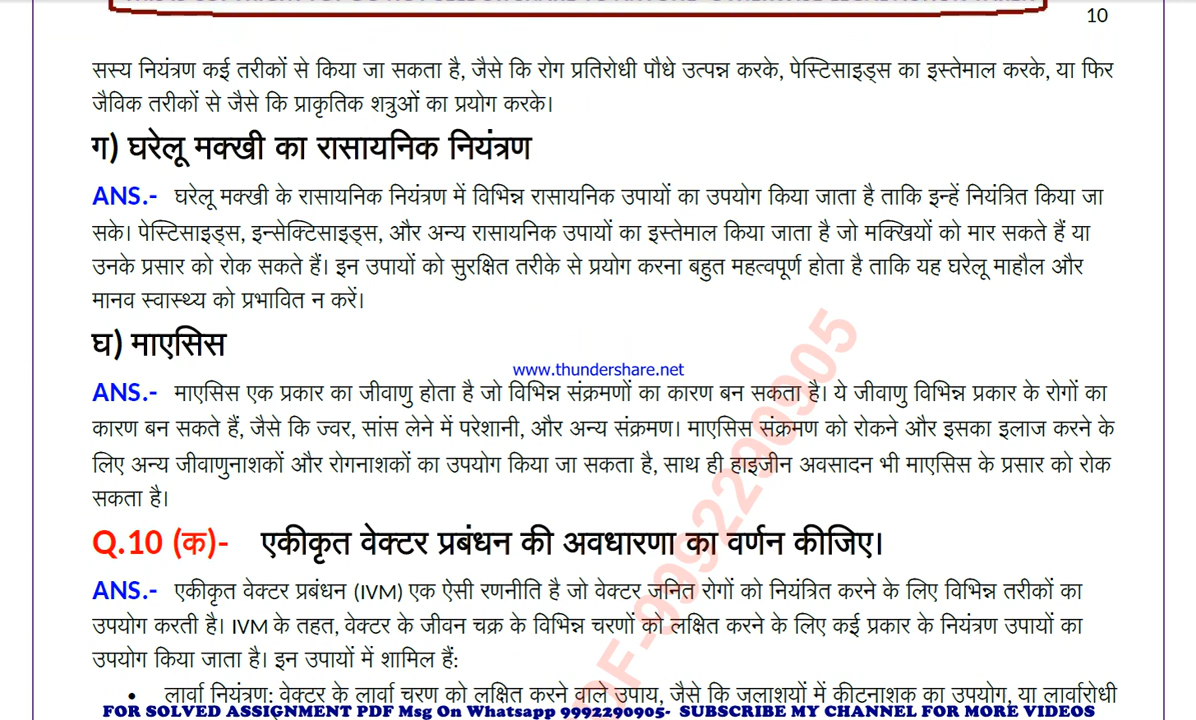 10
सस्य नियंत्रण कई तरीकों से किया जा सकता है, जैसे कि रोग प्रतिरोधी पौधे उत्पन्न करके, पेस्टिसाइड्स का इस्तेमाल करके, या फिर
जैविक तरीकों से जैसे कि प्राकृतिक शत्रुओं का प्रयोग करके।
ग) घरेलू मक्खी का रासायनिक नियंत्रण
ANS.- घरेलू मक्खी के रासायनिक नियंत्रण में विभिन्न रासायनिक उपायों का उपयोग किया जाता है ताकि इन्हें नियंत्रित किया जा
सके। पेस्टिसाइड्स, इन्सेक्टिसाइड्स, और अन्य रासायनिक उपायों का इस्तेमाल किया जाता है जो मक्खियों को मार सकते हैं या
उनके प्रसार को रोक सकते हैं। इन उपायों को सुरक्षित तरीके से प्रयोग करना बहुत महत्वपूर्ण होता है ताकि यह घरेलू माहौल और
मानव स्वास्थ्य को प्रभावित न करें।
घ) माएसिस
www.thundershare.net
ANS.- माएसिस एक प्रकार का जीवाणु होता है जो विभिन्न संक्रमणों का कारण बन सकता है। ये जीवाणु विभिन्न प्रकार के रोगों का
कारण बन सकते हैं, जैसे कि ज्वर, सांस लेने में परेशानी, और अन्य संक्रमण। माएसिस संक्रमण को रोकने और इसका इलाज करने के
लिए अन्य जीवाणुनाशकों और रोगनाशकों का उपयोग किया जा सकता है, साथ ही हाइजीन अवसादन भी माएसिस के प्रसार को रोक
सकता है।
Q.10 (क)- एकीकृत वेक्टर प्रबंधन की अवधारणा का वर्णन कीजिए।
ANS.- एकीकृत वेक्टर प्रबंधन (IVM) एक ऐसी रणनीति है जो वेक्टर जनित रोगों को नियंत्रित करने के लिए विभिन्न तरीकों का
उपयोग करती है। IVM के तहत, वेक्टर के जीवन चक्र के विभिन्न चरणों को लक्षित करने के लिए कई प्रकार के नियंत्रण उपायों का
उपयोग किया जाता है। इन उपायों में शामिल हैं:
• लार्वा नियंत्रण: वेक्टर के लार्वा चरण को लक्षित करने वाले उपाय, जैसे कि जलाशयों में कीटनाशक का उपयोग, या लार्वारोधी
FOR SOLVED ASSIGNMENT PDF Msg On Whatsapp 9992290905- SUBSCRIBE MY CHANNEL FOR MORE VIDEOS
PDF-9992290905